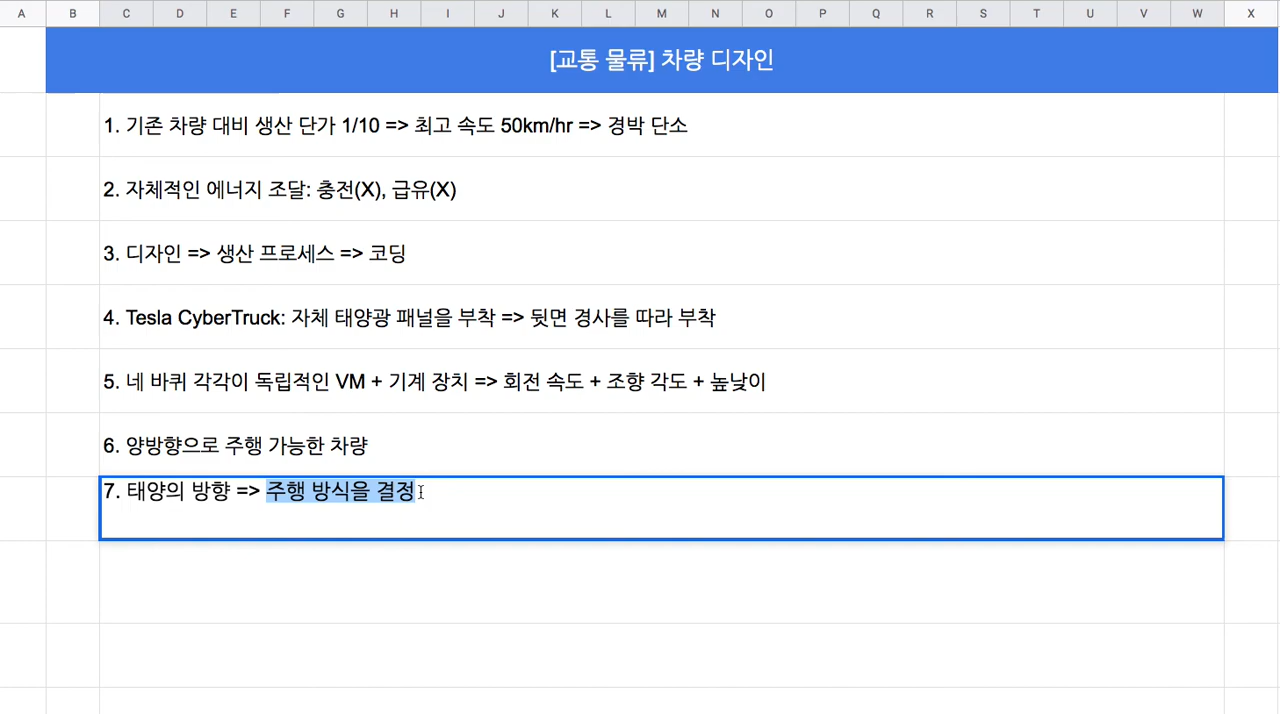 A B C D E F G H I J K L M N O P Q R S T U V W X
[교통 물류] 차량 디자인
1. 기존 차량 대비 생산 단가 1/10 => 최고 속도 50km/hr => 경박 단소
2. 자체적인 에너지 조달: 충전(X), 급유(X)
3. 디자인 => 생산 프로세스 => 코딩
4. Tesla CyberTruck: 자체 태양광 패널을 부착 => 뒷면 경사를 따라 부착
5. 네 바퀴 각각이 독립적인 VM + 기계 장치 => 회전 속도 + 조향 각도 + 높낮이
6. 양방향으로 주행 가능한 차량
7. 태양의 방향 => 주행 방식을 결정